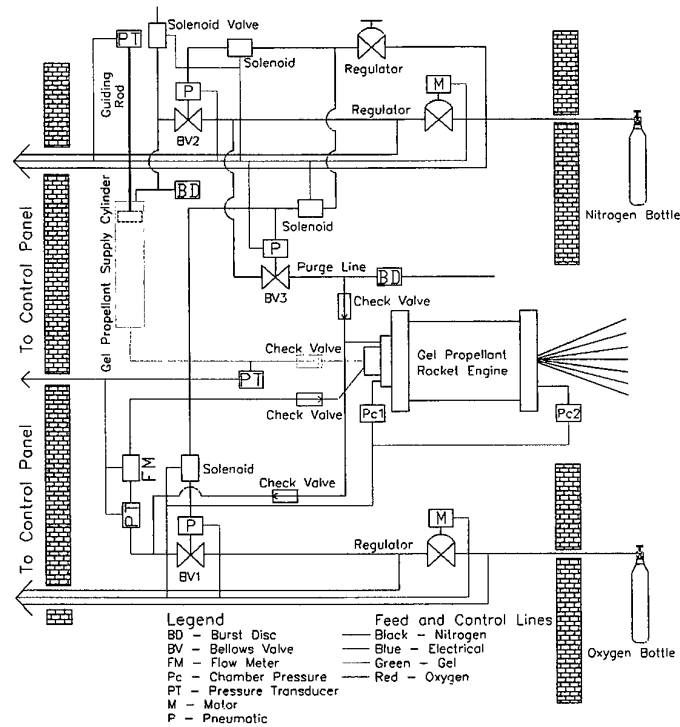 Solenoid Valve
PT
Solenoid
Regulator
Guiding
Rod
P
M
Regulator
BV2
Nitrogen Bottle
BD
Solenoid
Gel Propellant Supply Cylinder
To Control Panel
P
Purge Line
BD
BV3
Check Valve
Check Valve
Gel Propellant
Rocket Engine
PT
Check Valve
Pc1
Pc2
FM
Solenoid
Check Valve
To Control Panel
PT
P
M
Regulator
BV1
Oxygen Bottle
Legend
BD – Burst Disc
BV – Bellows Valve
FM – Flow Meter
Pc – Chamber Pressure
PT – Pressure Transducer
M – Motor
P – Pneumatic
Feed and Control Lines
Black – Nitrogen
Blue – Electrical
Green – Gel
Red – Oxygen